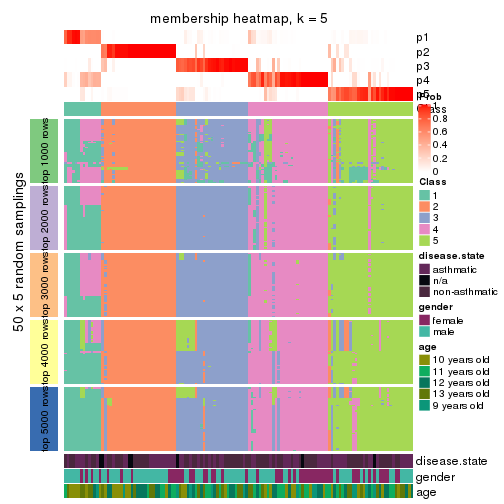 membership heatmap, k = 5
p1
p2
p3
p4
p5
Class
Prob
1
0.8
0.6
0.4
0.2
0
Class
1
2
3
4
5
disease.state
asthmatic
n/a
non-asthmatic
gender
female
male
age
10 years old
11 years old
12 years old
13 years old
9 years old
50 x 5 random samplings
top 1000 rows
top 2000 rows
top 3000 rows
top 4000 rows
top 5000 rows
disease.state
gender
age